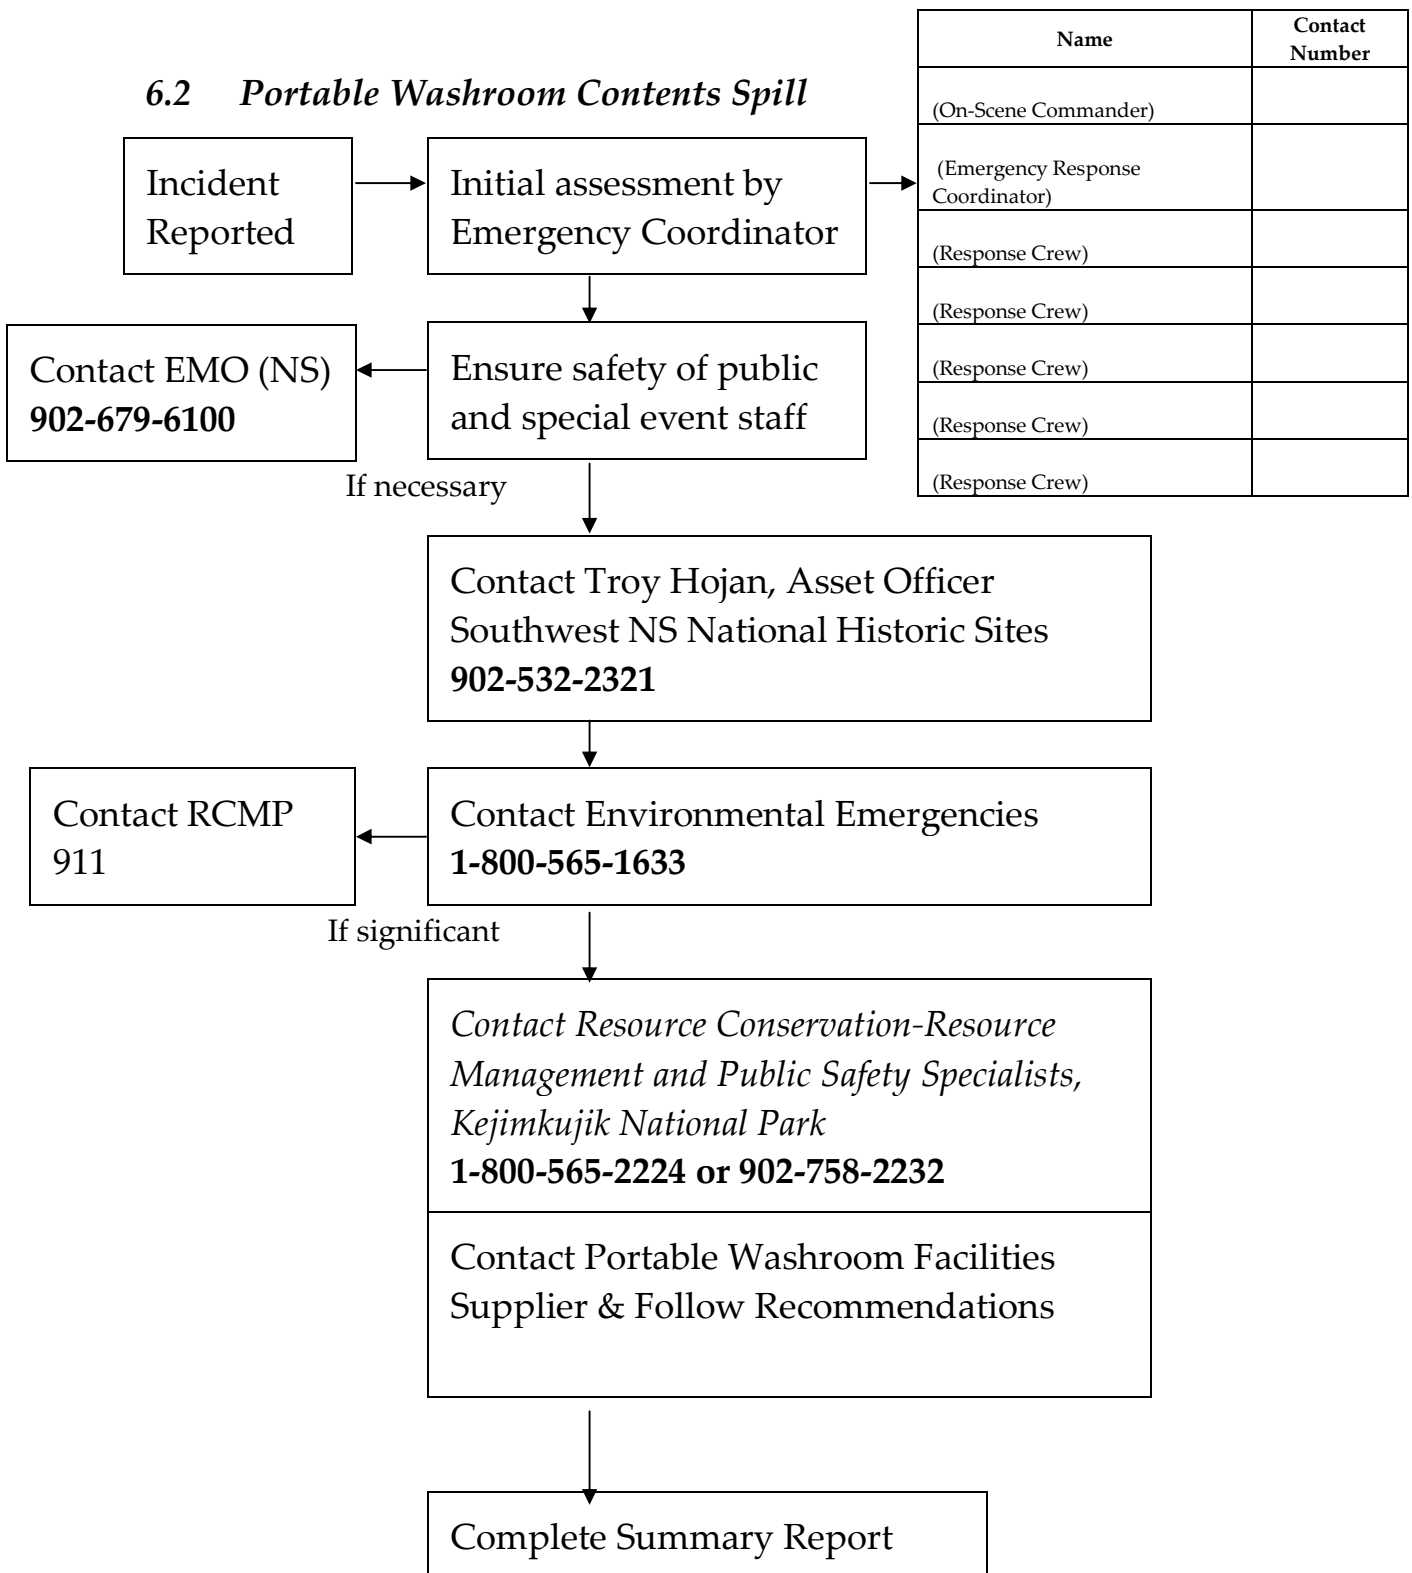 6.2 Portable Washroom Contents Spill
Name
Contact
Number
(On-Scene Commander)
(Emergency Response
Coordinator)
(Response Crew)
(Response Crew)
(Response Crew)
(Response Crew)
(Response Crew)
Incident
Reported
Initial assessment by
Emergency Coordinator
Contact EMO (NS)
902-679-6100
Ensure safety of public
and special event staff
If necessary
Contact Troy Hojan, Asset Officer
Southwest NS National Historic Sites
902-532-2321
Contact RCMP
911
Contact Environmental Emergencies
1-800-565-1633
If significant
Contact Resource Conservation-Resource
Management and Public Safety Specialists,
Kejimkujik National Park
1-800-565-2224 or 902-758-2232
Contact Portable Washroom Facilities
Supplier & Follow Recommendations
Complete Summary Report